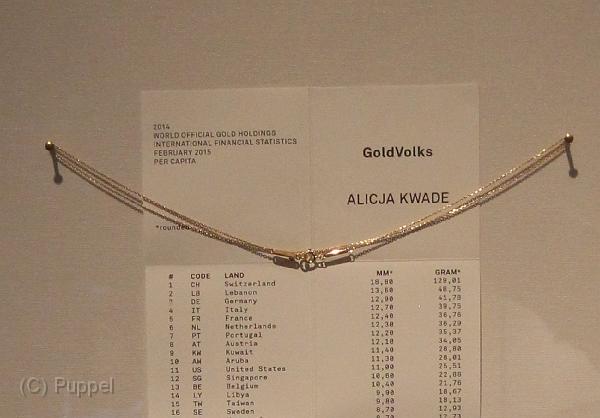 2014
WORLD OFFICIAL GOLD HOLDINGS
INTERNATIONAL FINANCIAL STATISTICS
FEBRUARY 2015
PER CAPITA
*rounded
GoldVolks
ALICJA KWADE
# CODE LAND MM* GRAM*
1 CH Switzerland 18,80 129,01
2 LB Lebanon 13,60 48,75
3 DE Germany 12,90 41,78
4 IT Italy 12,70 39,75
5 FR France 12,40 36,76
6 NL Netherlands 12,30 36,29
7 PT Portugal 12,20 35,37
8 AT Austria 12,10 34,05
9 KW Kuwait 11,40 28,80
10 AW Aruba 11,30 28,01
11 US United States 11,00 25,51
12 SG Singapore 10,60 22,88
13 BE Belgium 10,40 21,76
14 LY Libya 9,90 18,67
15 TW Taiwan 9,80 18,13
16 SE Sweden 8,70 12,93
(C) Puppel